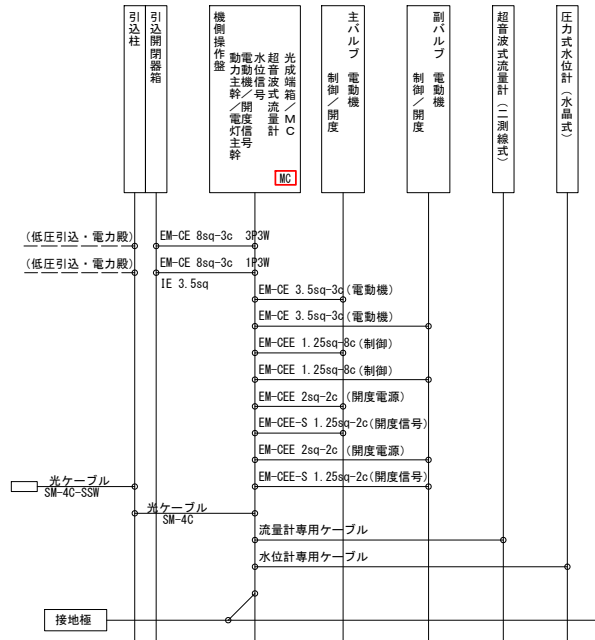 引込柱
引込開閉器箱
機側操作盤
光成端箱/MC
超音波式流量計
水位信号
電動機/開度信号
動力主幹/電灯主幹
MC
主バルブ 電動機
制御/開度
副バルブ 電動機
制御/開度
超音波式流量計(二測線式)
圧力式水位計(水晶式)
(低圧引込・電力殿)
EM-CE 8sq-3c 3P3W
(低圧引込・電力殿)
EM-CE 8sq-3c 1P3W
IE 3.5sq
EM-CE 3.5sq-3c(電動機)
EM-CE 3.5sq-3c(電動機)
EM-CEE 1.25sq-8c(制御)
EM-CEE 1.25sq-8c(制御)
EM-CEE 2sq-2c (開度電源)
EM-CEE-S 1.25sq-2c(開度信号)
EM-CEE 2sq-2c (開度電源)
EM-CEE-S 1.25sq-2c(開度信号)
光ケーブル
SM-4C-SSW
光ケーブル
SM-4C
流量計専用ケーブル
水位計専用ケーブル
接地極